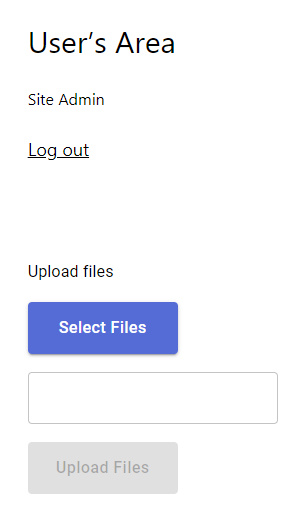 User’s Area
Site Admin
Log out
Upload files
Select Files
Upload Files